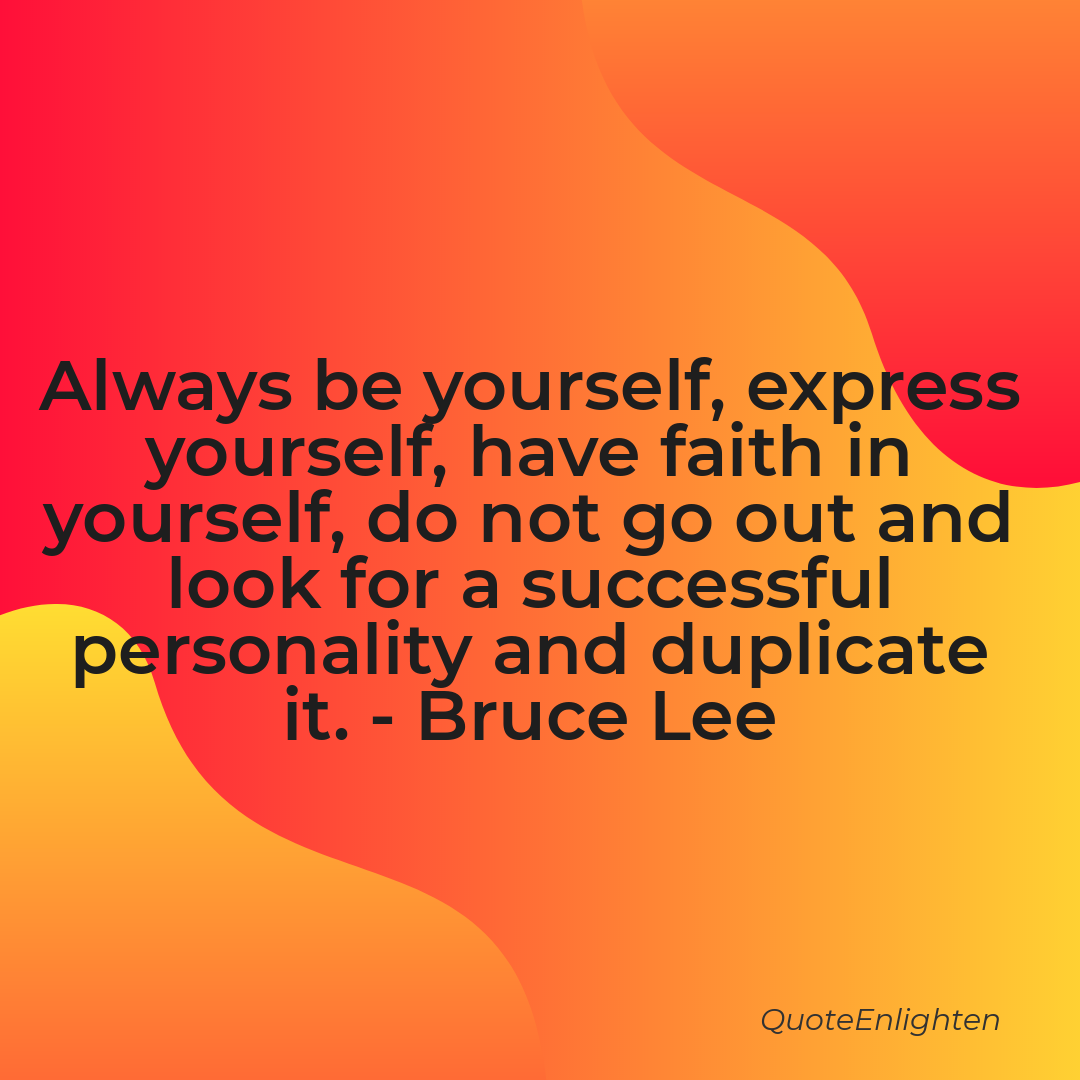 Always be yourself, express
yourself, have faith in
yourself, do not go out and
look for a successful
personality and duplicate
it. - Bruce Lee
QuoteEnlighten